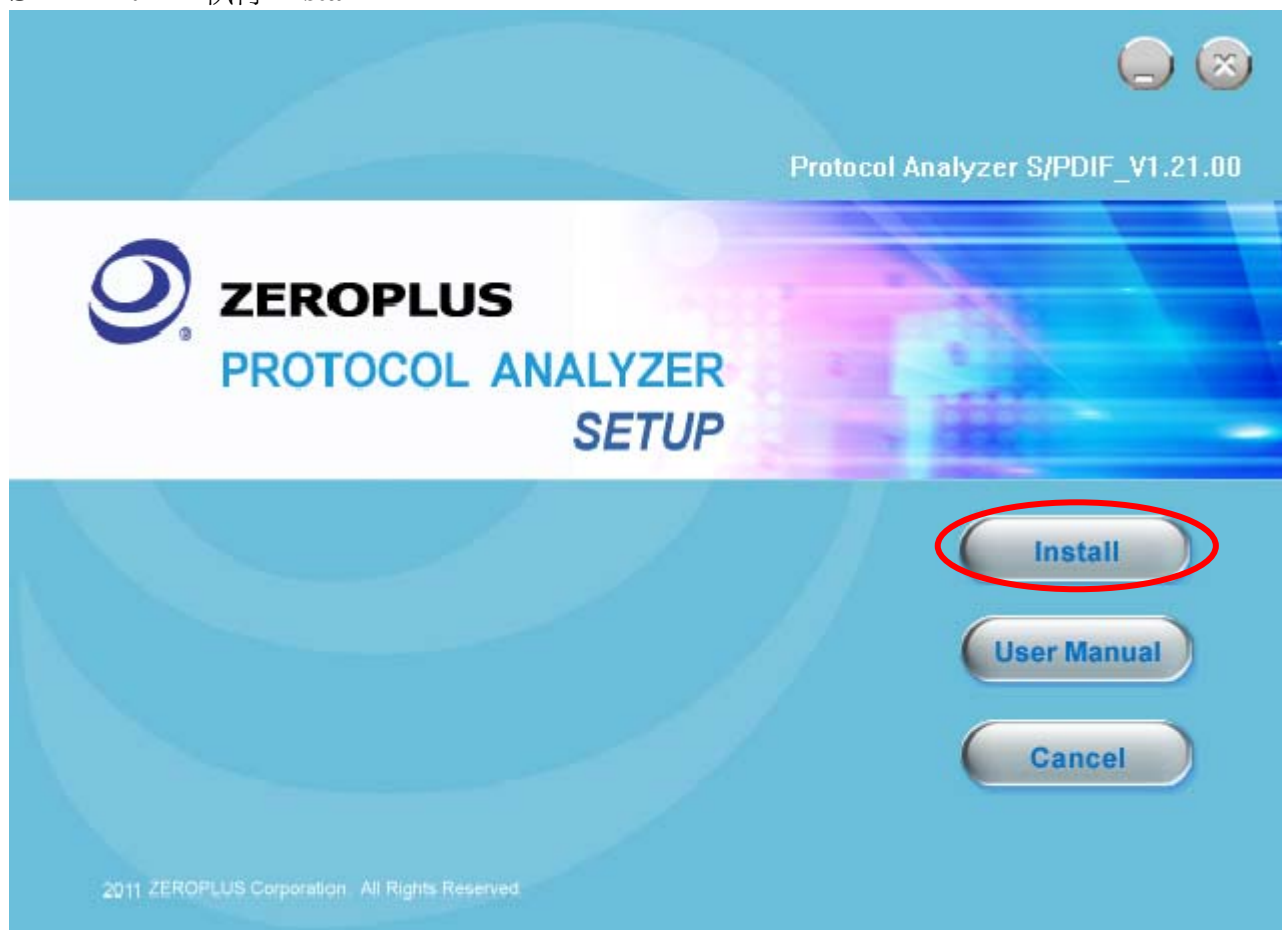 Protocol Analyzer S/PDIF_V1.21.00
ZEROPLUS
PROTOCOL ANALYZER
SETUP
Install
User Manual
Cancel
2011 ZEROPLUS Corporation. All Rights Reserved.